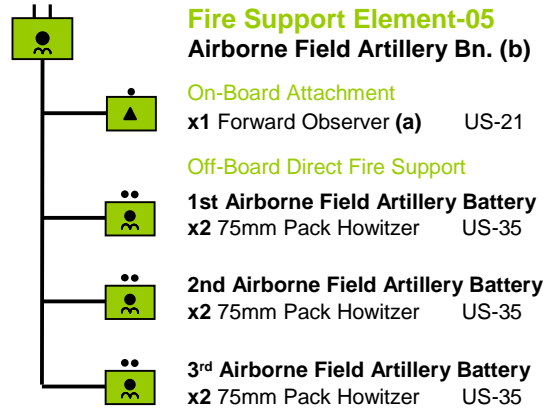 Fire Support Element-05
Airborne Field Artillery Bn. (b)
On-Board Attachment
x1 Forward Observer (a) US-21
Off-Board Direct Fire Support
1st Airborne Field Artillery Battery
x2 75mm Pack Howitzer US-35
2nd Airborne Field Artillery Battery
x2 75mm Pack Howitzer US-35
3rd Airborne Field Artillery Battery
x2 75mm Pack Howitzer US-35